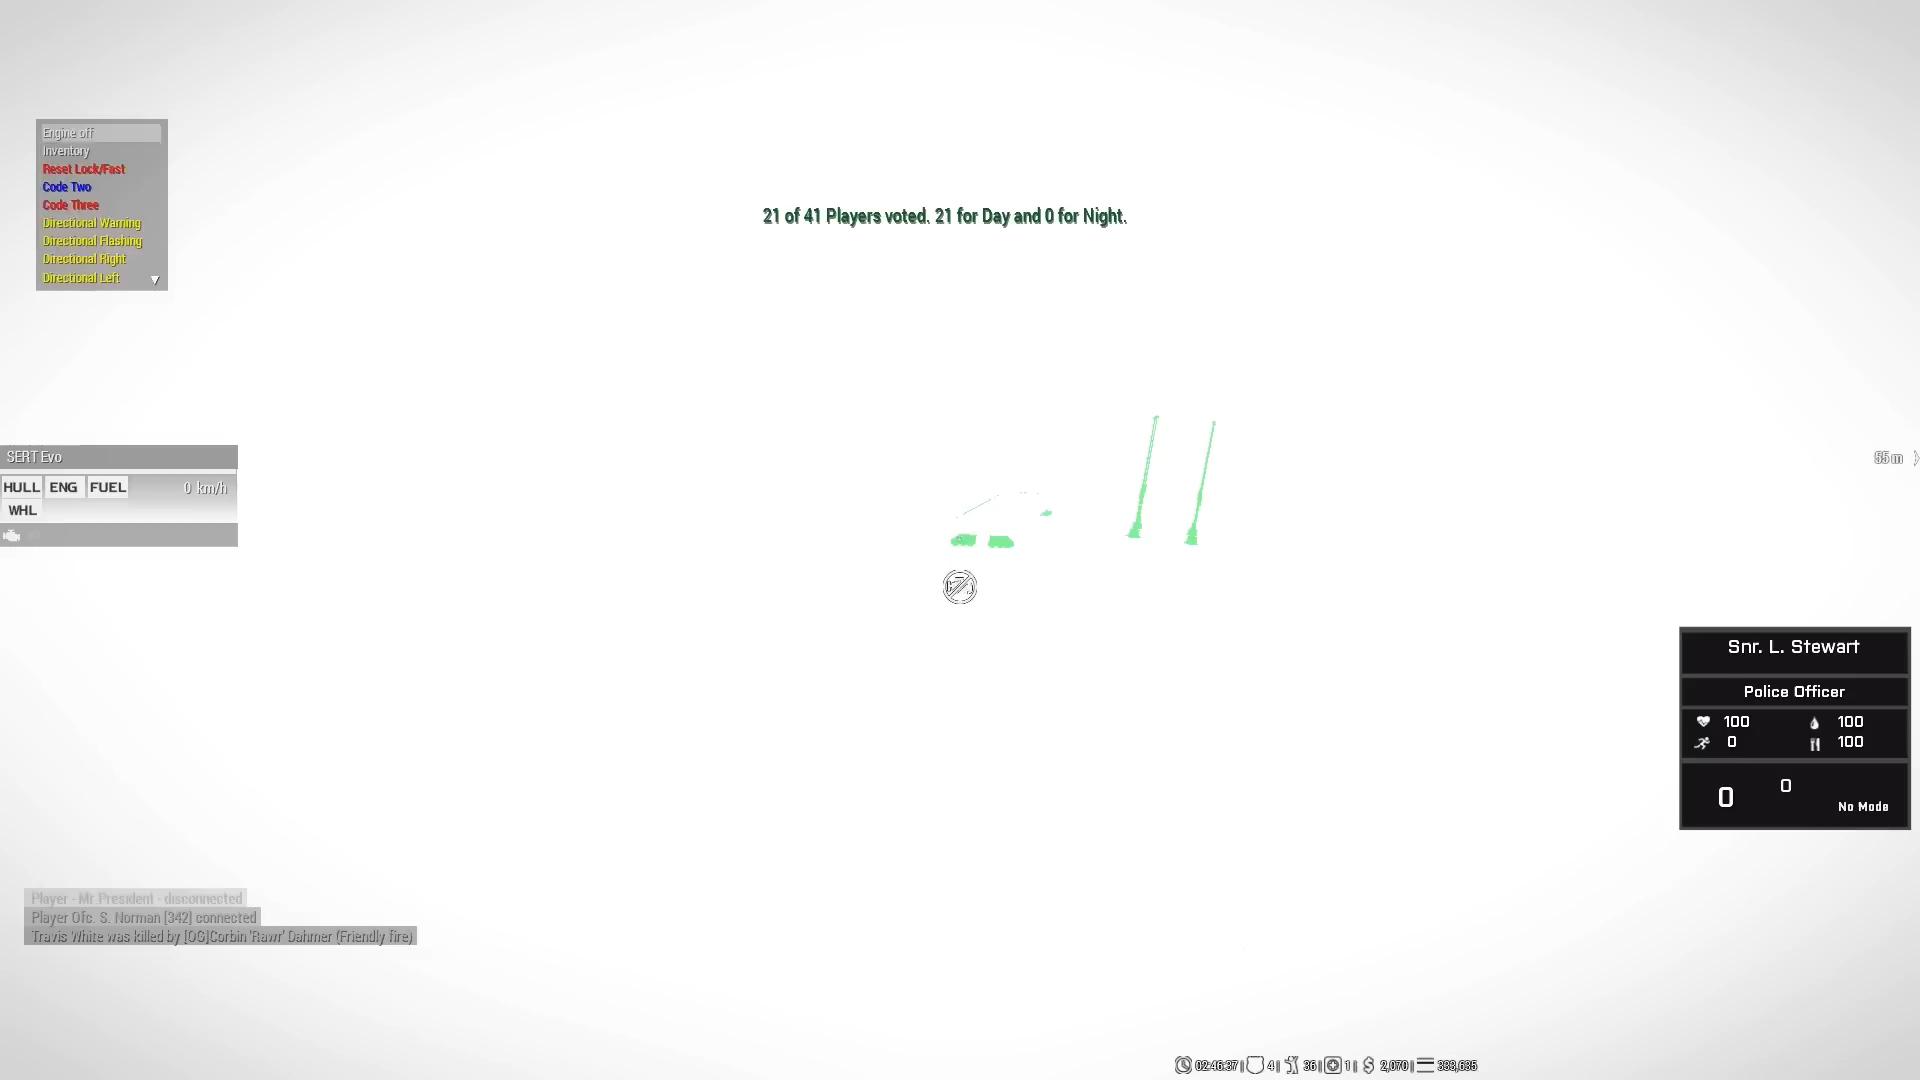 Engine off
Inventory
Reset Lock/Fast
Code Two
Code Three
Directional Warning
Directional Flashing
Directional Right
Directional Left
21 of 41 Players voted. 21 for Day and 0 for Night.
SERT Evo
HULL ENG FUEL 0 km/h
WHL
55 m
Snr. L. Stewart
Police Officer
100 100
0 100
0 0 No Mode
Player - Mr President - disconnected
Player Ofc. S. Norman [342] connected
Travis White was killed by [OG]Corbin 'Rawr' Dahmer (Friendly fire)
02:46:37 | 4 | 36 | 1 | $ 2,070 | 333,635